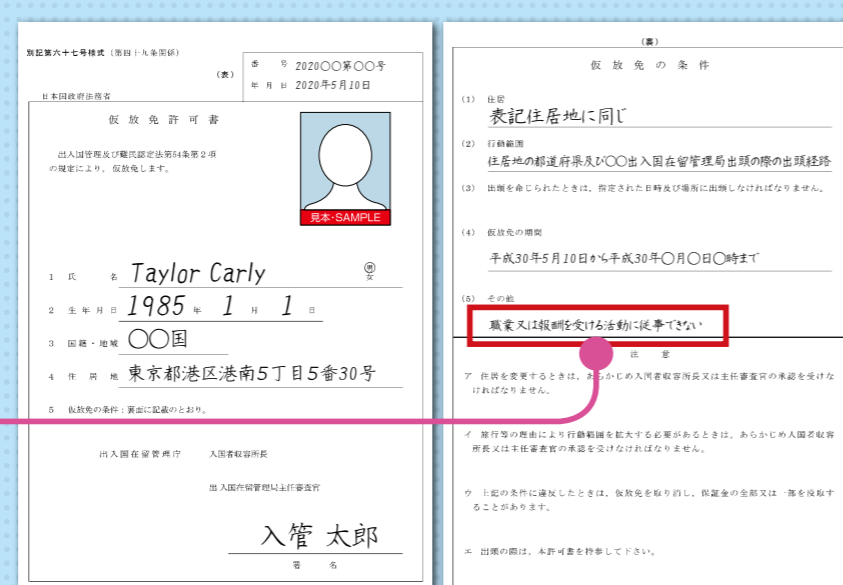 別記第六十七号様式（第四十九条関係）
（表）
番 号 2020〇〇第〇〇号
年 月 日 2020年5月10日
日本国政府法務省
仮放免許可書
出入国管理及び難民認定法第54条第2項
の規定により、仮放免します。
見本・SAMPLE
1 氏 名 Taylor Carly 男
女
2 生年月日 1985年 1月 1日
3 国籍・地域 〇〇国
4 住居地 東京都港区港南5丁目5番30号
5 仮放免の条件：裏面に記載のとおり。
出入国在留管理庁 入国者収容所長
出入国在留管理局主任審査官
入管 太郎
署 名
（裏）
仮放免の条件
(1) 住居
表記住居地に同じ
(2) 行動範囲
住居地の都道府県及び〇〇出入国在留管理局出頭の際の出頭経路
(3) 出頭を命じられたときは、指定された日時及び場所に出頭しなければなりません。
(4) 仮放免の期間
平成30年5月10日から平成30年〇月〇日〇時まで
(5) その他
職業又は報酬を受ける活動に従事できない
注 意
ア 住居を変更するときは、あらかじめ入国者収容所長又は主任審査官の承認を受けな
ければなりません。
イ 旅行等の理由により行動範囲を拡大する必要があるときは、あらかじめ入国者収容
所長又は主任審査官の承認を受けなければなりません。
ウ 上記の条件に違反したときは、仮放免を取り消し、保証金の全部又は一部を没取す
ることがあります。
エ 出頭の際は、本許可書を持参して下さい。